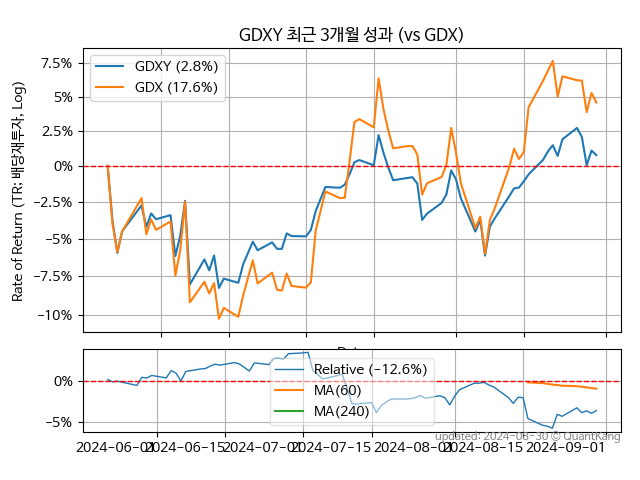 GDXY 최근 3개월 성과 (vs GDX)
Rate of Return (TR: 배당재투자, Log)
7.5%
5%
2.5%
0%
−2.5%
−5%
−7.5%
−10%
GDXY (2.8%)
GDX (17.6%)
0%
−5%
Relative (−12.6%)
MA(60)
MA(240)
updated: 2024-08-30 © QuantKang
2024−06−01
2024−06−15
2024−07−01
2024−07−15
2024−08−01
2024−08−15
2024−09−01